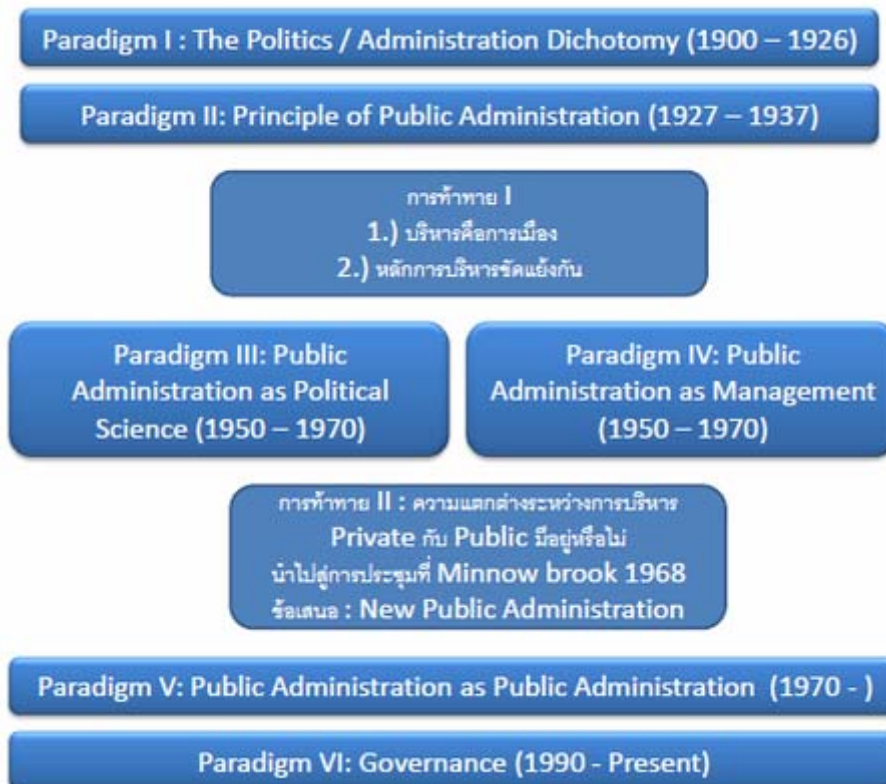 Paradigm I : The Politics / Administration Dichotomy (1900 – 1926)
Paradigm II: Principle of Public Administration (1927 – 1937)
การท้าทาย I
1.) บริหารคือการเมือง
2.) หลักการบริหารขัดแย้งกัน
Paradigm III: Public
Administration as Political
Science (1950 – 1970)
Paradigm IV: Public
Administration as Management
(1950 – 1970)
การท้าทาย II : ความแตกต่างระหว่างการบริหาร
Private กับ Public มีอยู่หรือไม่
นำไปสู่การประชุมที่ Minnow brook 1968
ข้อเสนอ : New Public Administration
Paradigm V: Public Administration as Public Administration (1970 - )
Paradigm VI: Governance (1990 - Present)